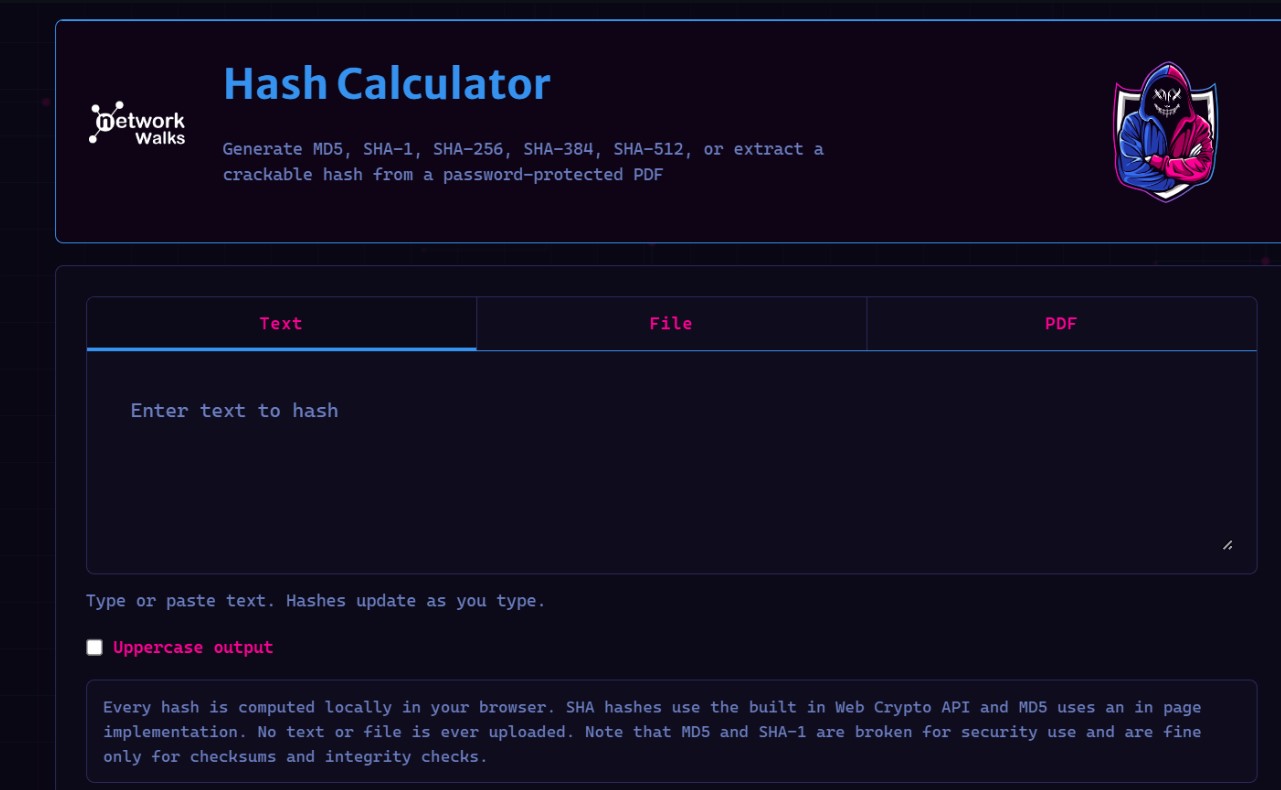 network
Walks
Hash Calculator
Generate MD5, SHA-1, SHA-256, SHA-384, SHA-512, or extract a
crackable hash from a password-protected PDF
Text
File
PDF
Enter text to hash
Type or paste text. Hashes update as you type.
Uppercase output
Every hash is computed locally in your browser. SHA hashes use the built in Web Crypto API and MD5 uses an in page
implementation. No text or file is ever uploaded. Note that MD5 and SHA-1 are broken for security use and are fine
only for checksums and integrity checks.